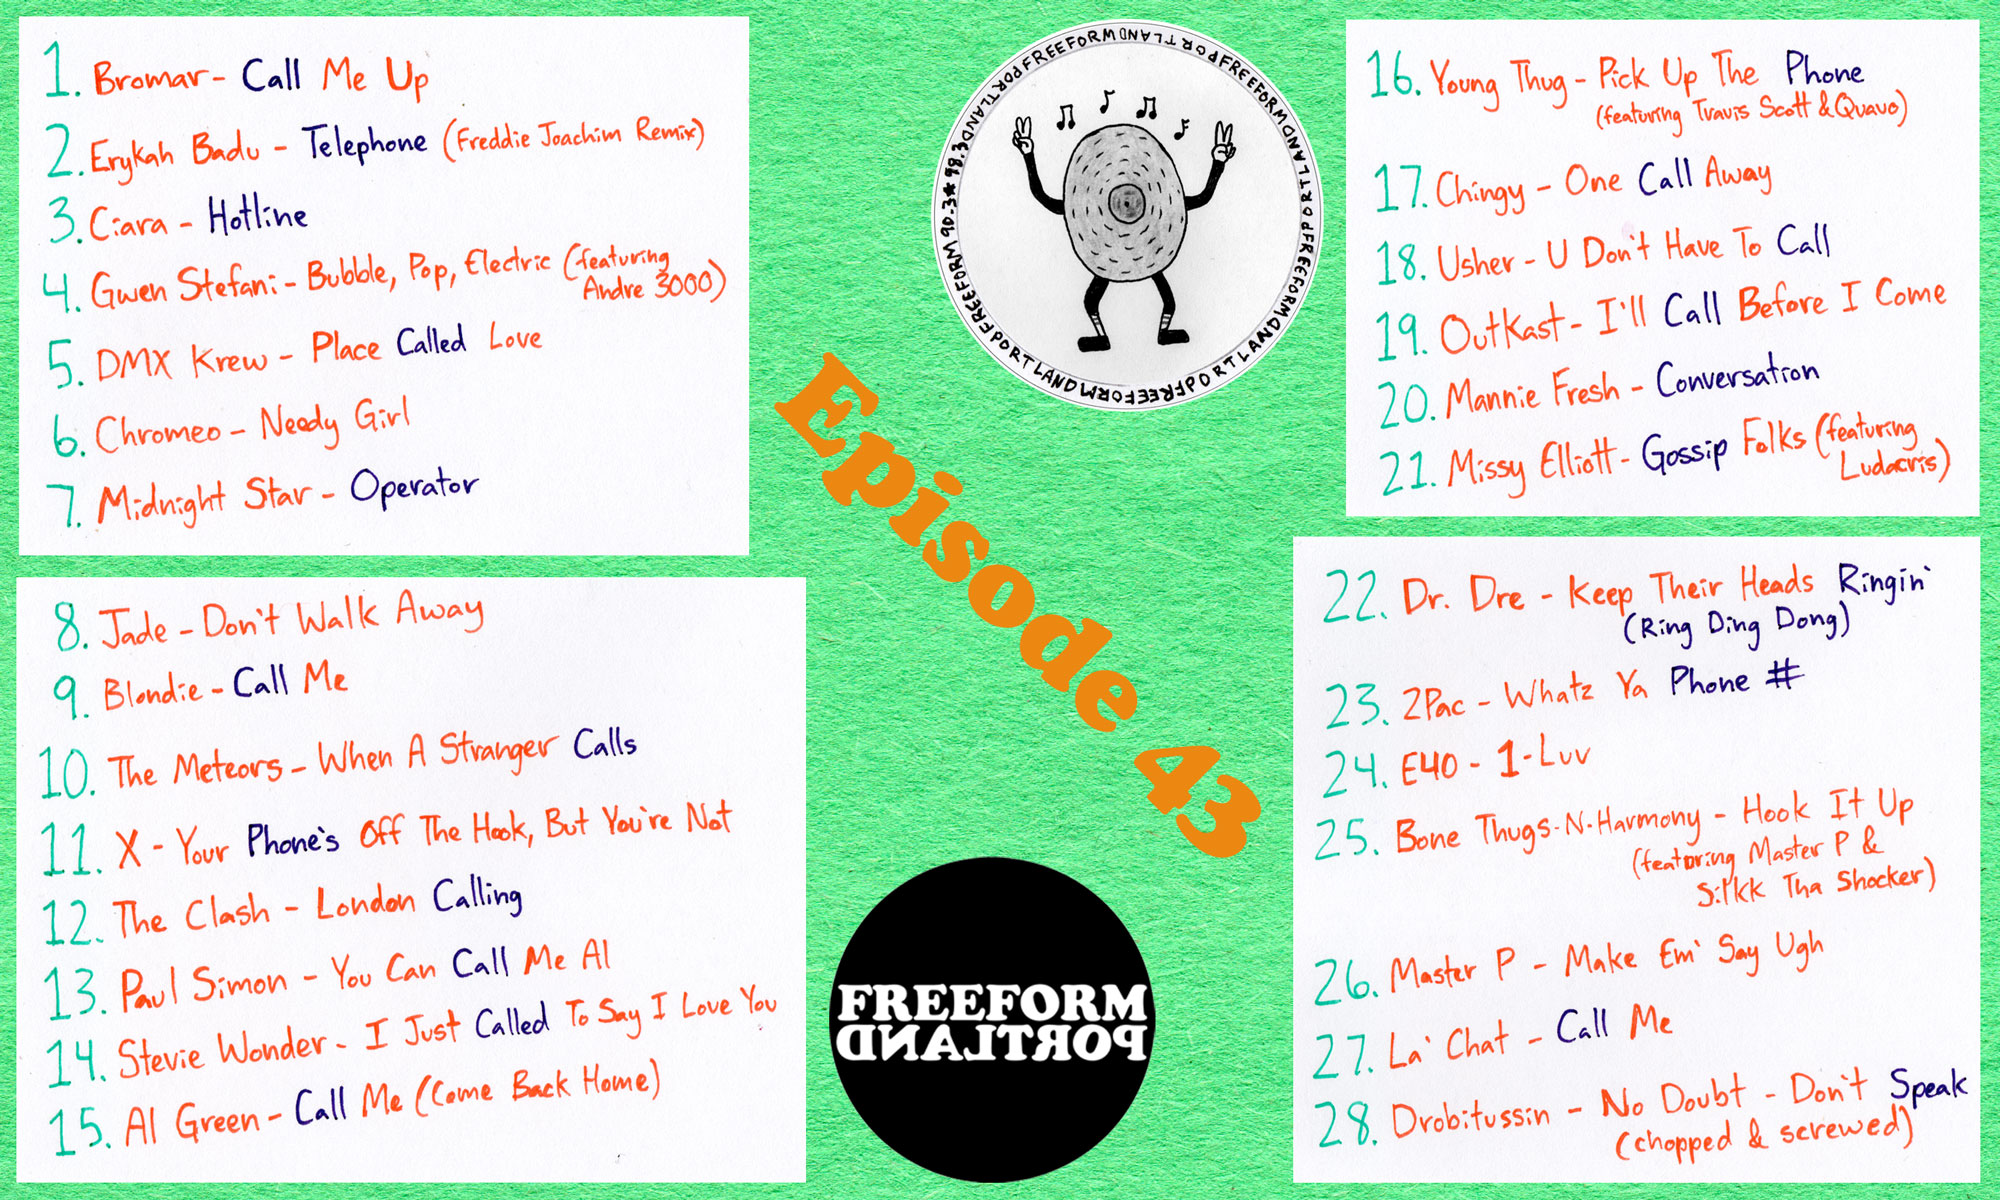 1. Bromar - Call Me Up
2. Erykah Badu - Telephone (Freddie Joachim Remix)
3. Ciara - Hotline
4. Gwen Stefani - Bubble, Pop, Electric (featuring
Andre 3000)
5. DMX Krew - Place Called Love
6. Chromeo - Needy Girl
7. Midnight Star - Operator
8. Jade - Don't Walk Away
9. Blondie - Call Me
10. The Meteors - When A Stranger Calls
11. X - Your Phone's Off The Hook, But You're Not
12. The Clash - London Calling
13. Paul Simon - You Can Call Me Al
14. Stevie Wonder - I Just Called To Say I Love You
15. Al Green - Call Me (Come Back Home)
FREEFORM PORTLAND FREEFORM PORTLAND FREEFORM PORTLAND FREEFORM PORTLAND FREEFORM 90.3 * 98.3 PORTLAND
Episode 43
FREEFORM
PORTLAND
16. Young Thug - Pick Up The Phone
(featuring Travis Scott & Quavo)
17. Chingy - One Call Away
18. Usher - U Don't Have To Call
19. OutKast - I'll Call Before I Come
20. Mannie Fresh - Conversation
21. Missy Elliott - Gossip Folks (featuring
Ludacris)
22. Dr. Dre - Keep Their Heads Ringin'
(Ring Ding Dong)
23. 2Pac - Whatz Ya Phone #
24. E40 - 1-Luv
25. Bone Thugs-N-Harmony - Hook It Up
(featuring Master P &
Silkk Tha Shocker)
26. Master P - Make Em' Say Ugh
27. La' Chat - Call Me
28. Drobitussin - No Doubt - Don't Speak
(chopped & screwed)